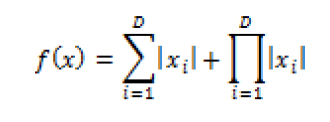 f(x) = ∑_{i=1}^{D} |x_i| + ∏_{i=1}^{D} |x_i|